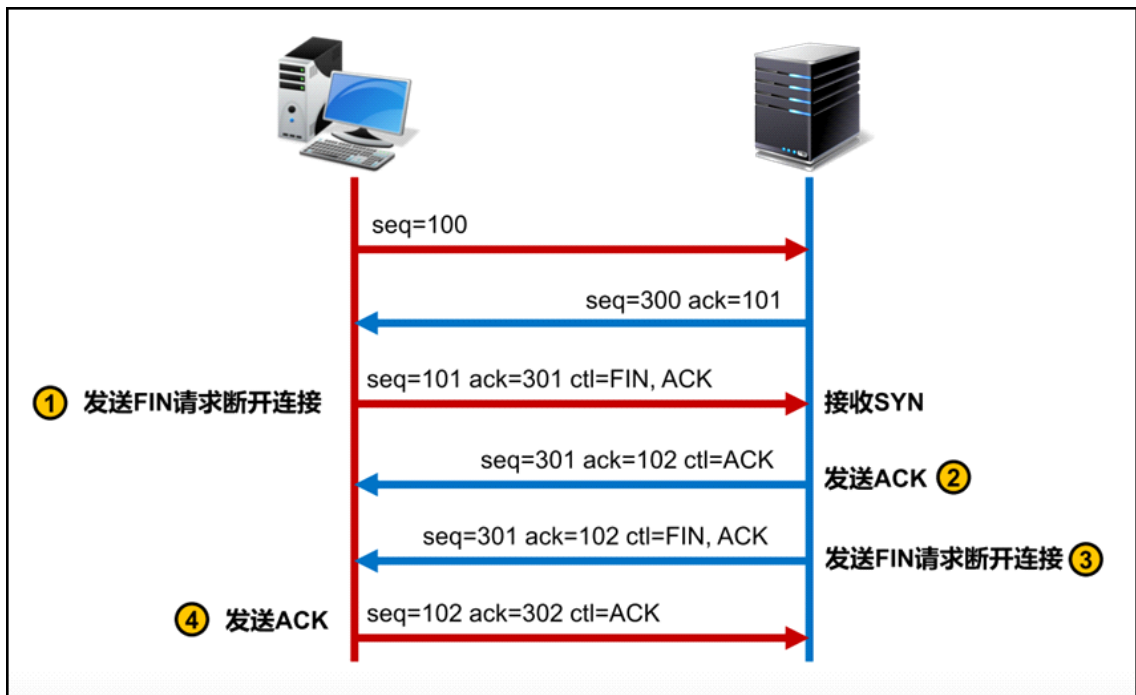 seq=100
seq=300 ack=101
seq=101 ack=301 ctl=FIN, ACK
1 发送FIN请求断开连接
接收SYN
seq=301 ack=102 ctl=ACK
发送ACK 2
seq=301 ack=102 ctl=FIN, ACK
发送FIN请求断开连接 3
4 发送ACK
seq=102 ack=302 ctl=ACK